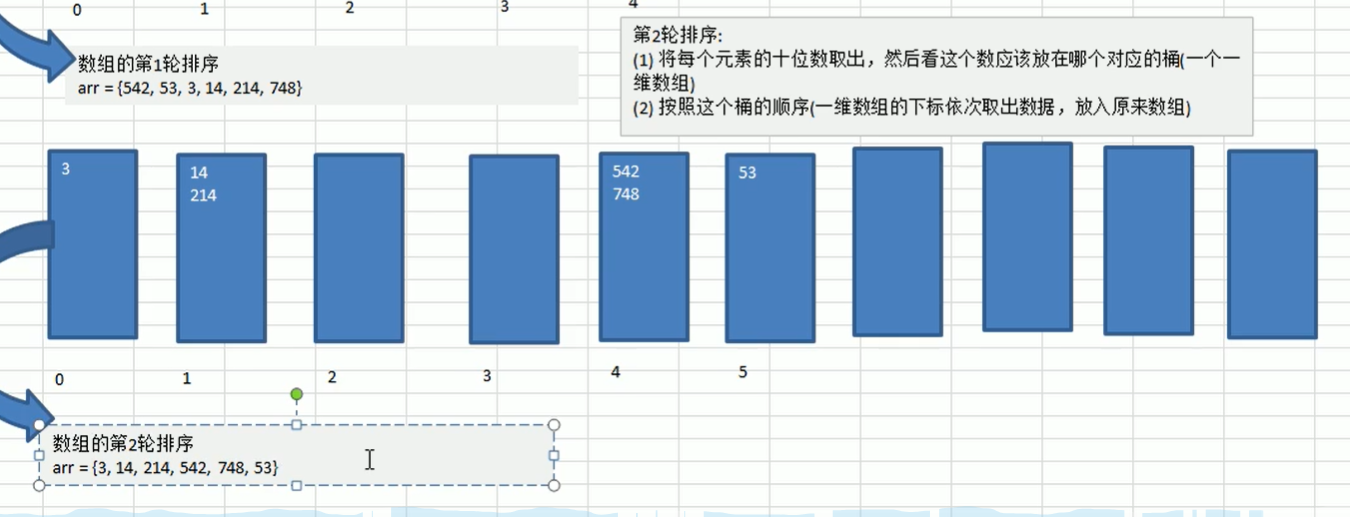 0 1 2 3 4
数组的第1轮排序
arr = {542, 53, 3, 14, 214, 748}
第2轮排序:
(1) 将每个元素的十位数取出，然后看这个数应该放在哪个对应的桶(一个一
维数组)
(2) 按照这个桶的顺序(一维数组的下标依次取出数据，放入原来数组)
3
14
214
542
748
53
0 1 2 3 4 5
数组的第2轮排序
arr = {3, 14, 214, 542, 748, 53}